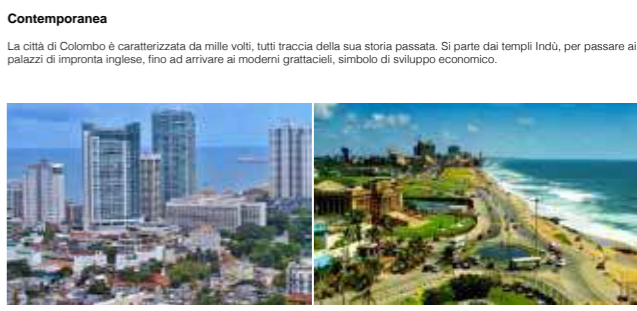 Contemporanea
La città di Colombo è caratterizzata da mille volti, tutti traccia della sua storia passata. Si parte dai templi Indù, per passare ai
palazzi di impronta inglese, fino ad arrivare ai moderni grattacieli, simbolo di sviluppo economico.